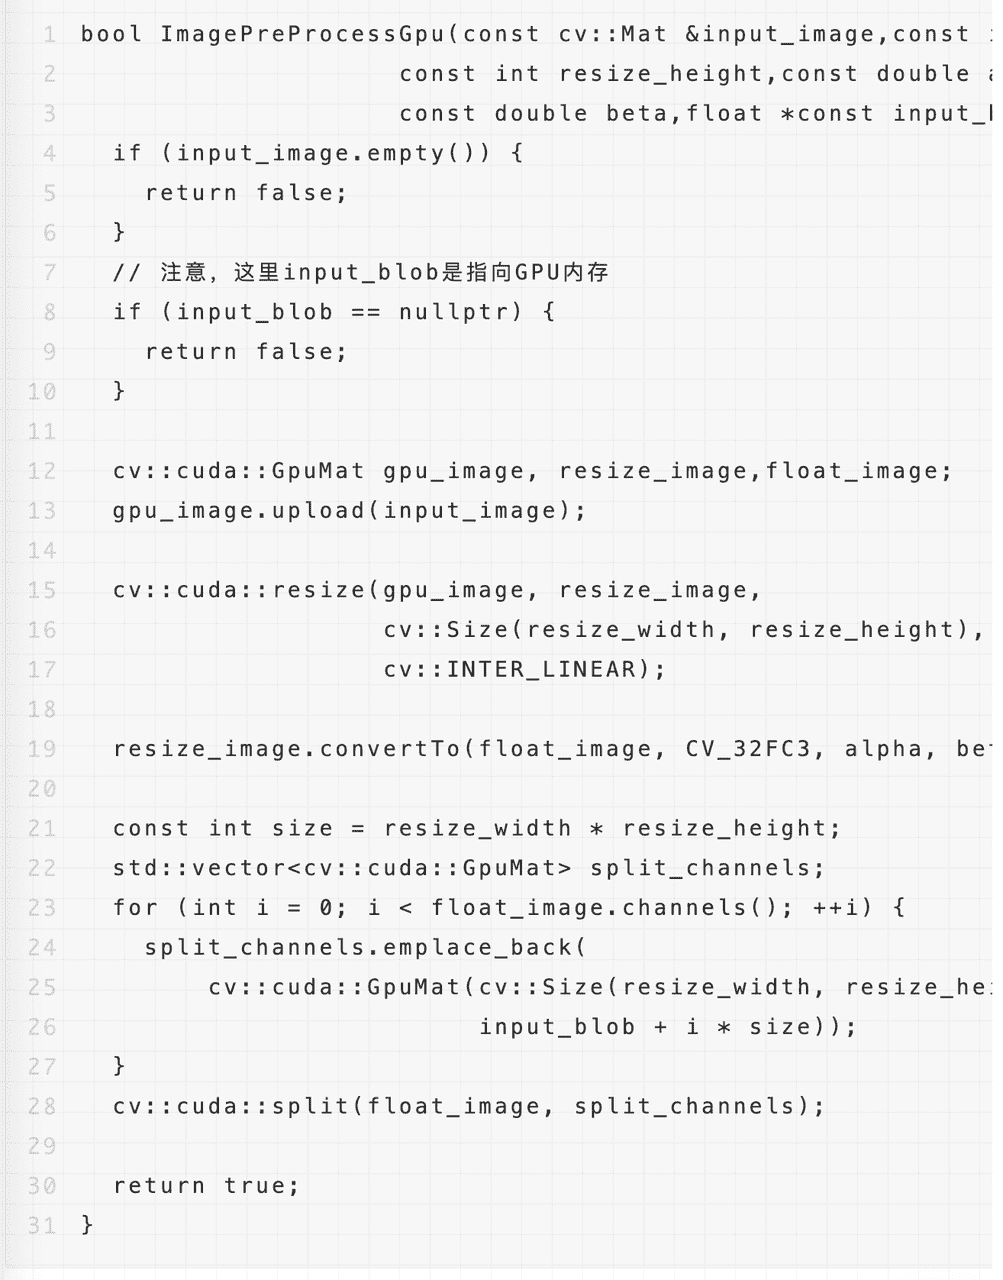 1 bool ImagePreProcessGpu(const cv::Mat &input_image,const
2 const int resize_height,const double
3 const double beta,float *const
4 if (input_image.empty()) {
5 return false;
6 }
7 // 注意，这里input_blob是指向GPU内存
8 if (input_blob == nullptr) {
9 return false;
10 }
11
12 cv::cuda::GpuMat gpu_image, resize_image,float_image;
13 gpu_image.upload(input_image);
14
15 cv::cuda::resize(gpu_image, resize_image,
16 cv::Size(resize_width, resize_height),
17 cv::INTER_LINEAR);
18
19 resize_image.convertTo(float_image, CV_32FC3, alpha,
20
21 const int size = resize_width * resize_height;
22 std::vector<cv::cuda::GpuMat> split_channels;
23 for (int i = 0; i < float_image.channels(); ++i) {
24 split_channels.emplace_back(
25 cv::cuda::GpuMat(cv::Size(resize_width,
26 input_blob + i * size));
27 }
28 cv::cuda::split(float_image, split_channels);
29
30 return true;
31 }